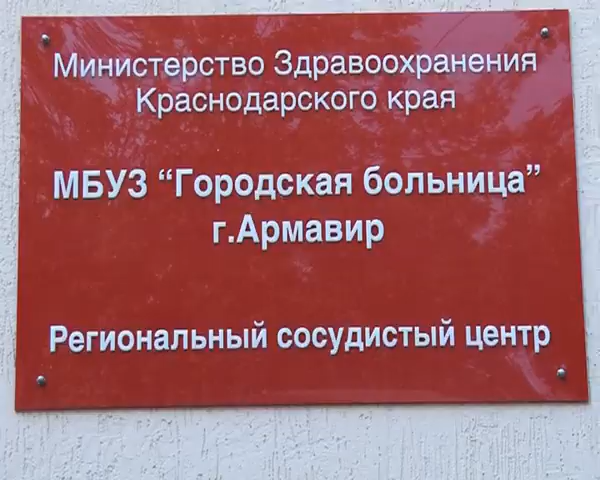 Министерство Здравоохранения
Краснодарского края
МБУЗ “Городская больница”
г.Армавир
Региональный сосудистый центр